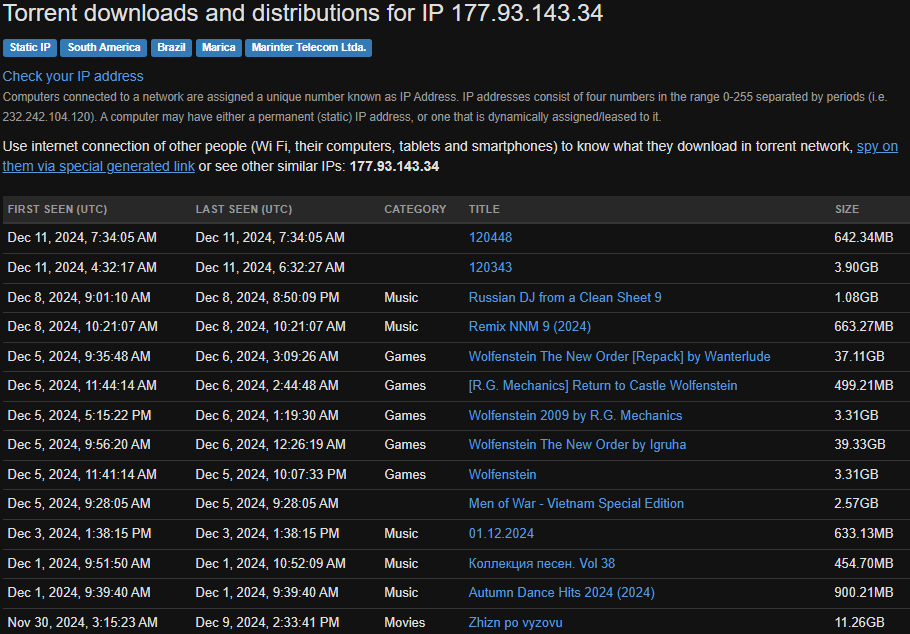 Torrent downloads and distributions for IP 177.93.143.34
Static IP South America Brazil Marica Marinter Telecom Ltda.
Check your IP address
Computers connected to a network are assigned a unique number known as IP Address. IP addresses consist of four numbers in the range 0-255 separated by periods (i.e.
232.242.104.120). A computer may have either a permanent (static) IP address, or one that is dynamically assigned/leased to it.
Use internet connection of other people (Wi Fi, their computers, tablets and smartphones) to know what they download in torrent network, spy on
them via special generated link or see other similar IPs: 177.93.143.34
FIRST SEEN (UTC) LAST SEEN (UTC) CATEGORY TITLE SIZE
Dec 11, 2024, 7:34:05 AM Dec 11, 2024, 7:34:05 AM 120448 642.34MB
Dec 11, 2024, 4:32:17 AM Dec 11, 2024, 6:32:27 AM 120343 3.90GB
Dec 8, 2024, 9:01:10 AM Dec 8, 2024, 8:50:09 PM Music Russian DJ from a Clean Sheet 9 1.08GB
Dec 8, 2024, 10:21:07 AM Dec 8, 2024, 10:21:07 AM Music Remix NNM 9 (2024) 663.27MB
Dec 5, 2024, 9:35:48 AM Dec 6, 2024, 3:09:26 AM Games Wolfenstein The New Order [Repack] by Wanterlude 37.11GB
Dec 5, 2024, 11:44:14 AM Dec 6, 2024, 2:44:48 AM Games [R.G. Mechanics] Return to Castle Wolfenstein 499.21MB
Dec 5, 2024, 5:15:22 PM Dec 6, 2024, 1:19:30 AM Games Wolfenstein 2009 by R.G. Mechanics 3.31GB
Dec 5, 2024, 9:56:20 AM Dec 6, 2024, 12:26:19 AM Games Wolfenstein The New Order by Igruha 39.33GB
Dec 5, 2024, 11:41:14 AM Dec 5, 2024, 10:07:33 PM Games Wolfenstein 3.31GB
Dec 5, 2024, 9:28:05 AM Dec 5, 2024, 9:28:05 AM Men of War - Vietnam Special Edition 2.57GB
Dec 3, 2024, 1:38:15 PM Dec 3, 2024, 1:38:15 PM Music 01.12.2024 633.13MB
Dec 1, 2024, 9:51:50 AM Dec 1, 2024, 10:52:09 AM Music Коллекция песен. Vol 38 454.70MB
Dec 1, 2024, 9:39:40 AM Dec 1, 2024, 9:39:40 AM Music Autumn Dance Hits 2024 (2024) 900.21MB
Nov 30, 2024, 3:15:23 AM Dec 9, 2024, 2:33:41 PM Movies Zhizn po vyzovu 11.26GB